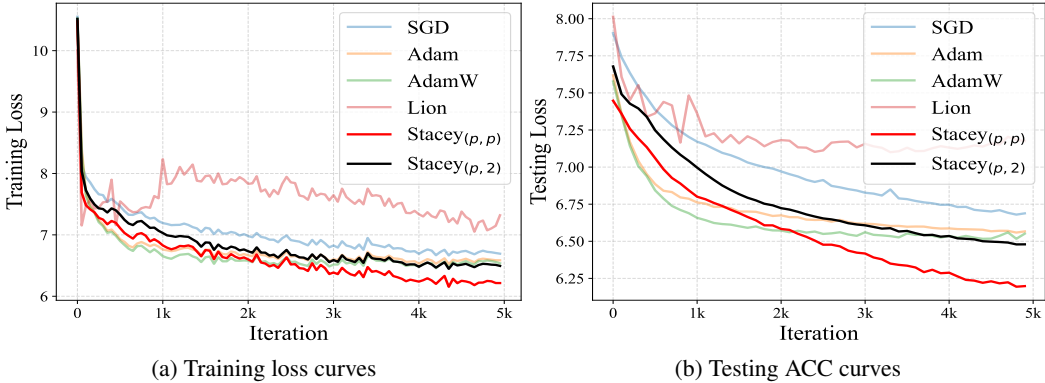 SGD
Adam
AdamW
Lion
Stacey(p, p)
Stacey(p, 2)
Training Loss
10
9
8
7
6
0
1k
2k
3k
4k
5k
Iteration
(a) Training loss curves
SGD
Adam
AdamW
Lion
Stacey(p, p)
Stacey(p, 2)
Testing Loss
8.00
7.75
7.50
7.25
7.00
6.75
6.50
6.25
0
1k
2k
3k
4k
5k
Iteration
(b) Testing ACC curves